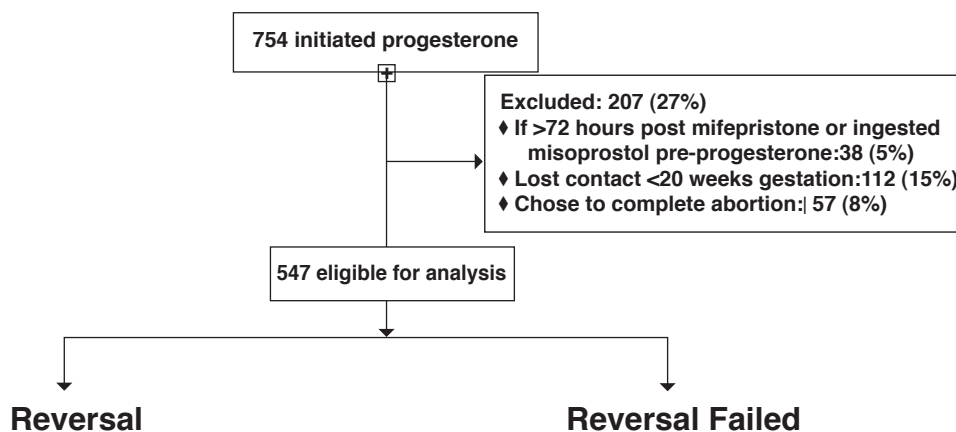 754 initiated progesterone
Excluded: 207 (27%)
♦ If >72 hours post mifepristone or ingested
misoprostol pre-progesterone:38 (5%)
♦ Lost contact <20 weeks gestation:112 (15%)
♦ Chose to complete abortion:| 57 (8%)
547 eligible for analysis
Reversal
Reversal Failed